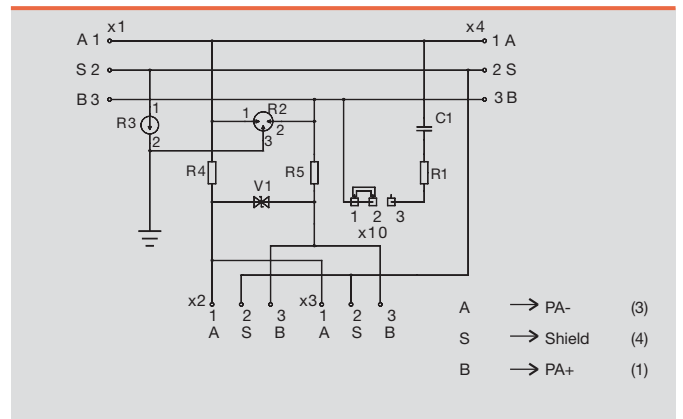 x1 x4
A 1 1 A
S 2 2 S
B 3 3 B
1 R2 C1
R3 1 2
2 3
R4 R5 R1
V1
1 2 3
x10
x2 x3
1 2 3 1 2 3
A S B A S B
A → PA- (3)
S → Shield (4)
B → PA+ (1)